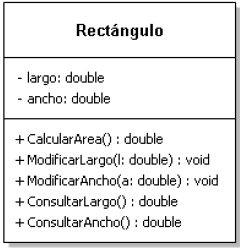 Rectángulo
- largo: double
- ancho: double
+ CalcularArea() : double
+ ModificarLargo(l: double) : void
+ ModificarAncho(a: double) : void
+ ConsultarLargo() : double
+ ConsultarAncho() : double